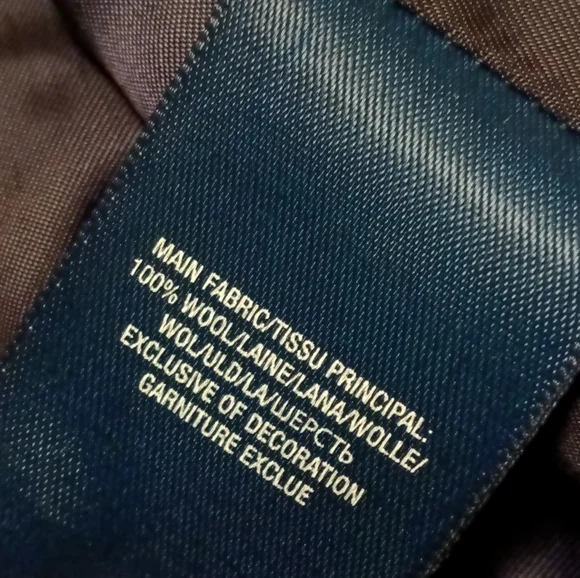 MAIN FABRIC/TISSU PRINCIPAL.
100% WOOL/LAINE/LANA/WOLLE/
WOL/ULD/LA/ШЕРСТЬ
EXCLUSIVE OF DECORATION
GARNITURE EXCLUE